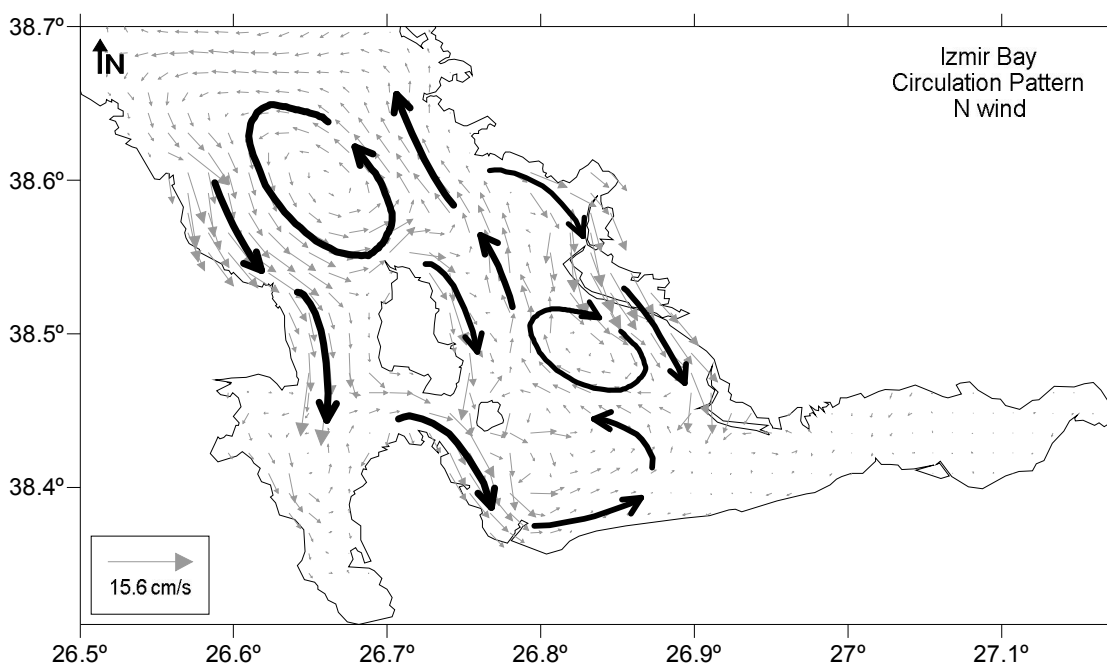 38.7º
N
Izmir Bay
Circulation Pattern
N wind
38.6º
38.5º
38.4º
15.6 cm/s
26.5º 26.6º 26.7º 26.8º 26.9º 27º 27.1º